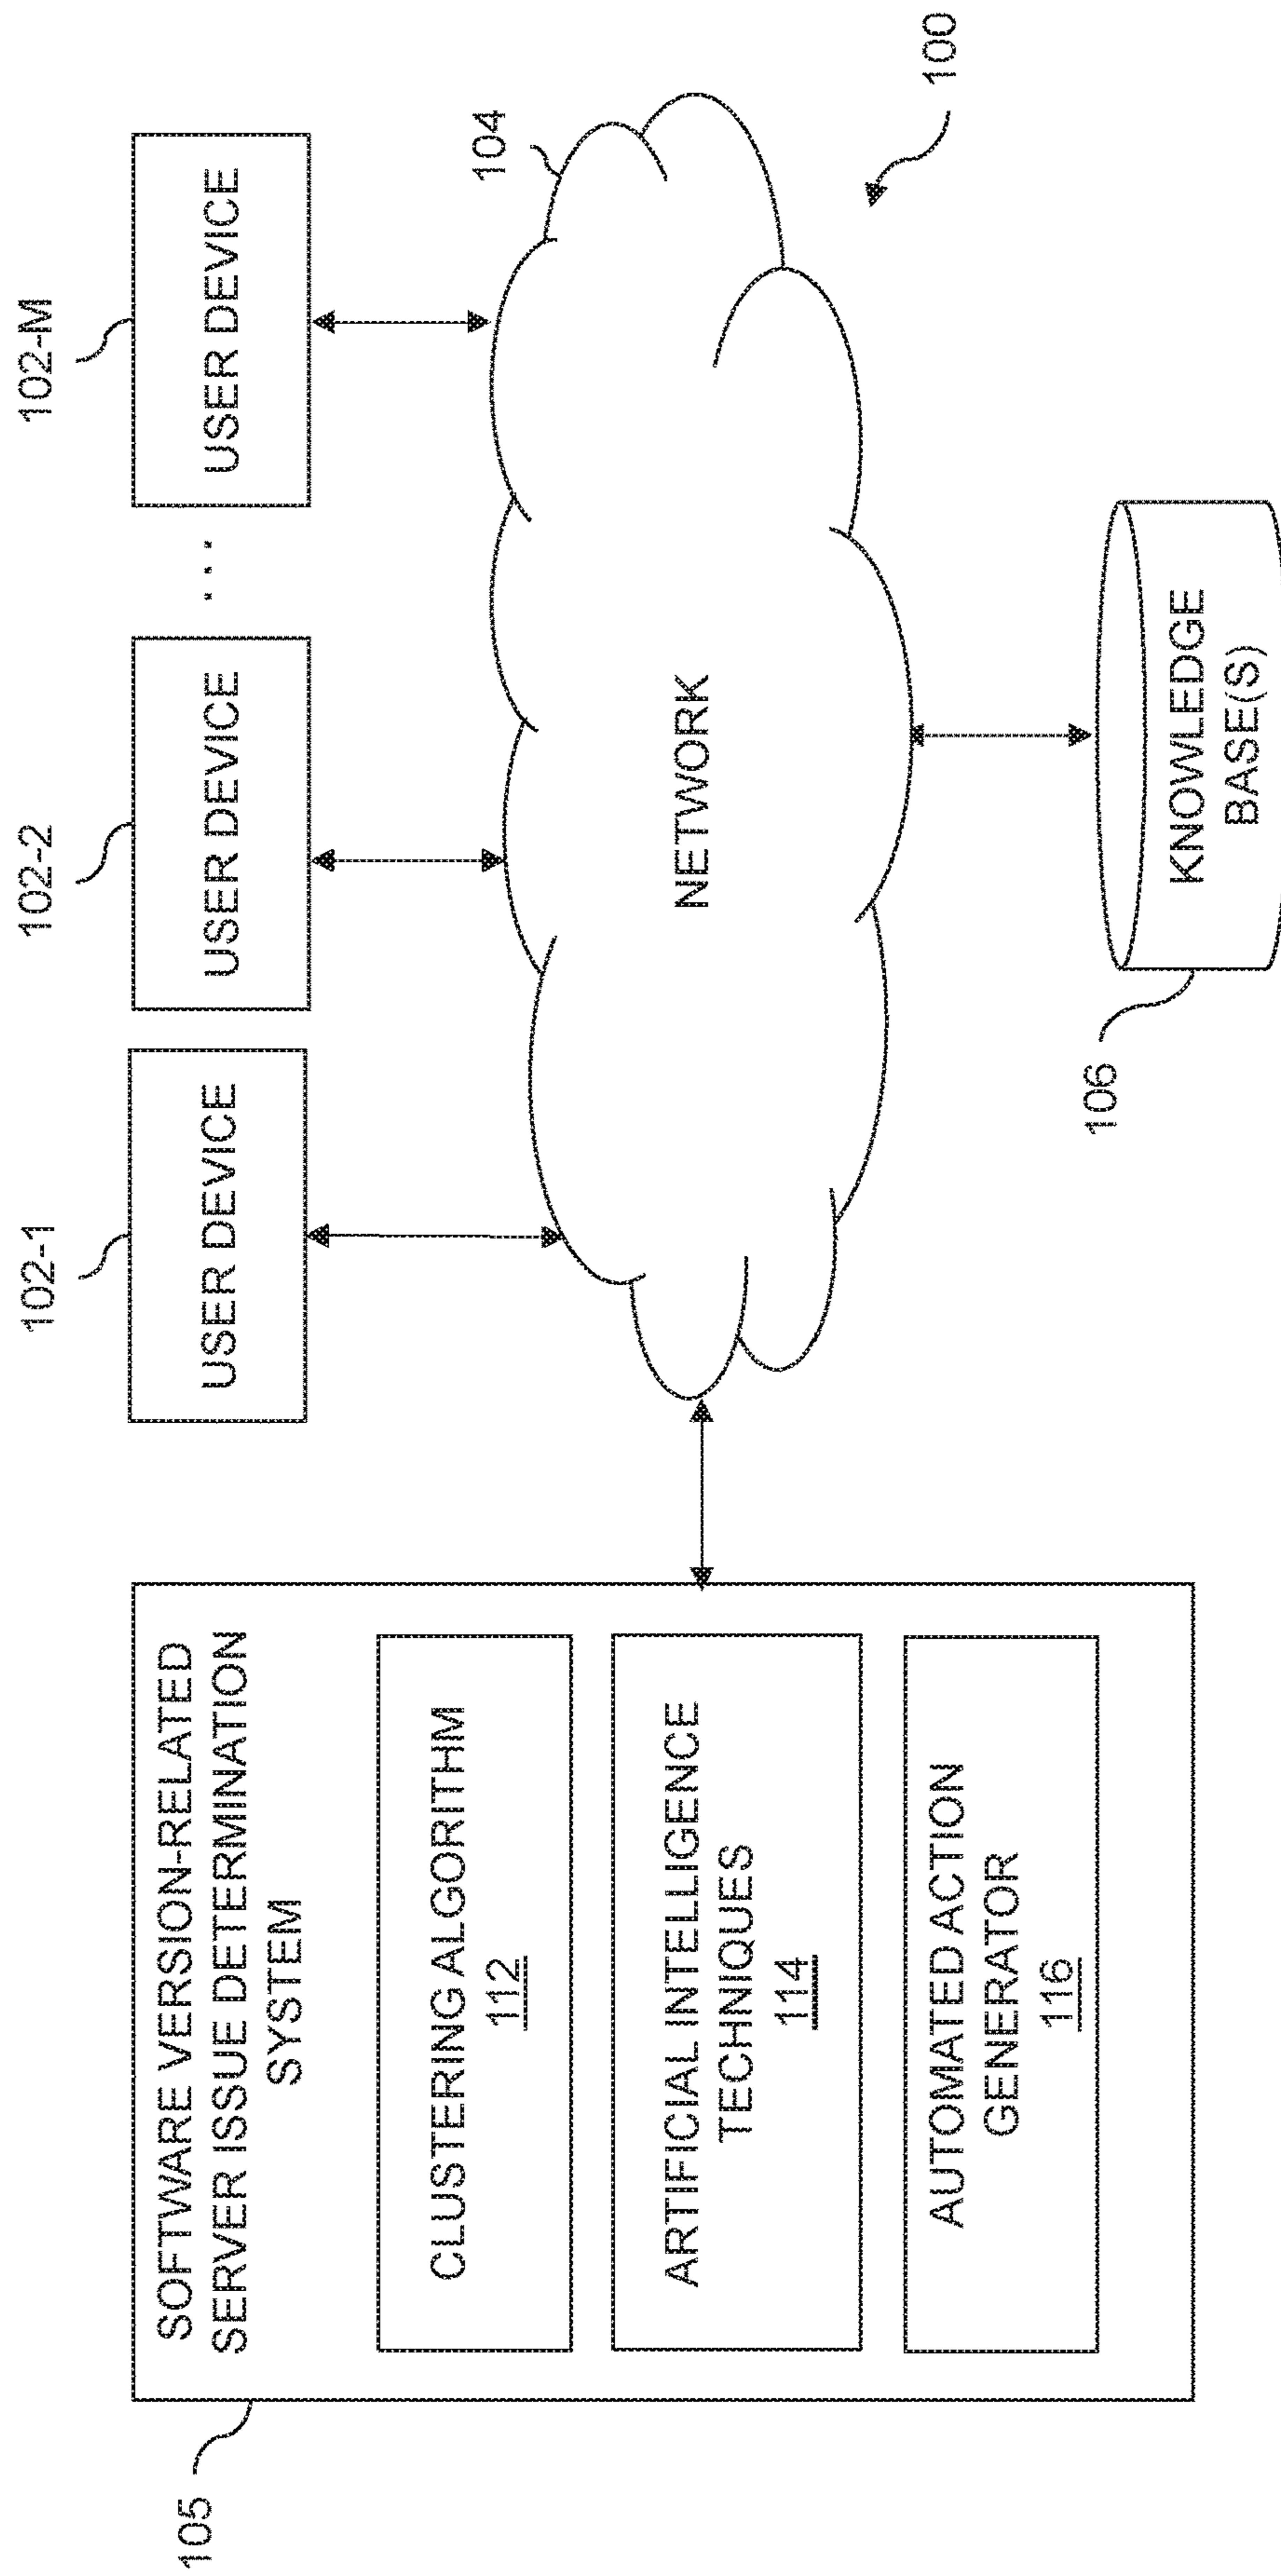 105
SOFTWARE VERSION-RELATED
SERVER ISSUE DETERMINATION
SYSTEM
CLUSTERING ALGORITHM
112
ARTIFICIAL INTELLIGENCE
TECHNIQUES
114
AUTOMATED ACTION
GENERATOR
116
102-1
USER DEVICE
102-2
USER DEVICE
...
102-M
USER DEVICE
104
NETWORK
100
106
KNOWLEDGE
BASE(S)